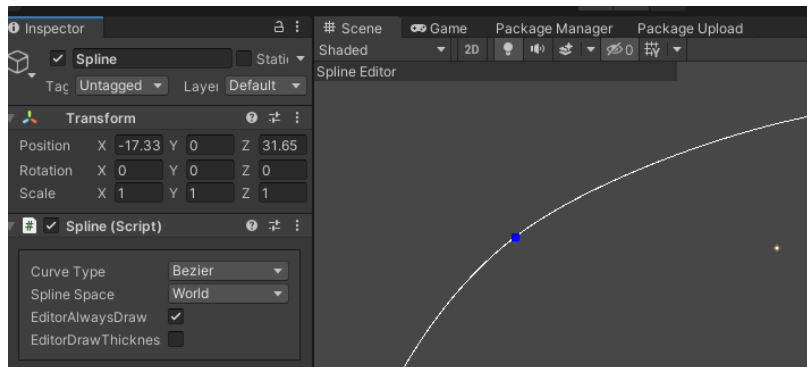 Inspector
Spline Stati
Tag Untagged Layer Default
Transform
Position X -17.33 Y 0 Z 31.65
Rotation X 0 Y 0 Z 0
Scale X 1 Y 1 Z 1
# Spline (Script)
Curve Type Bezier
Spline Space World
EditorAlwaysDraw
EditorDrawThicknes
Scene Game Package Manager Package Upload
Shaded 2D 0
Spline Editor